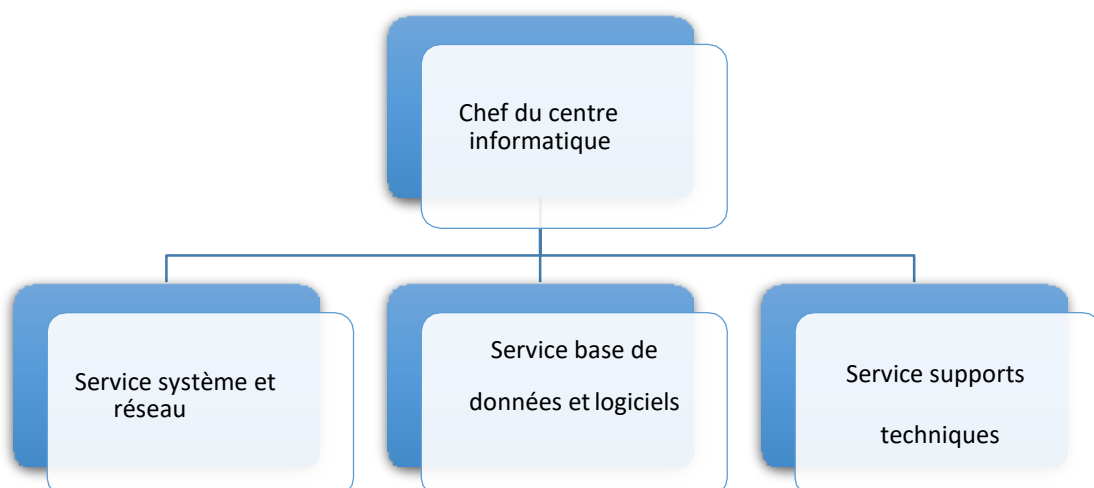 Chef du centre
informatique
Service système et
réseau
Service base de
données et logiciels
Service supports
techniques